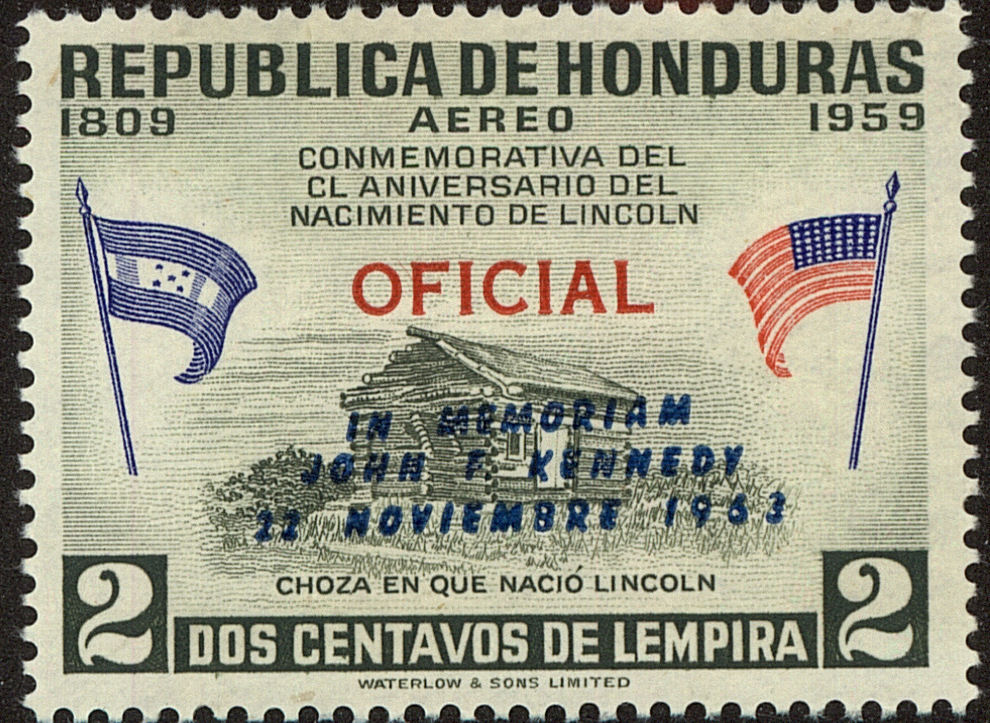 REPUBLICA DE HONDURAS
1809 AEREO 1959
CONMEMORATIVA DEL
CL ANIVERSARIO DEL
NACIMIENTO DE LINCOLN
OFICIAL
IN MEMORIAM
JOHN F. KENNEDY
22 NOVIEMBRE 1963
CHOZA EN QUE NACIÓ LINCOLN
2 DOS CENTAVOS DE LEMPIRA 2
WATERLOW & SONS LIMITED